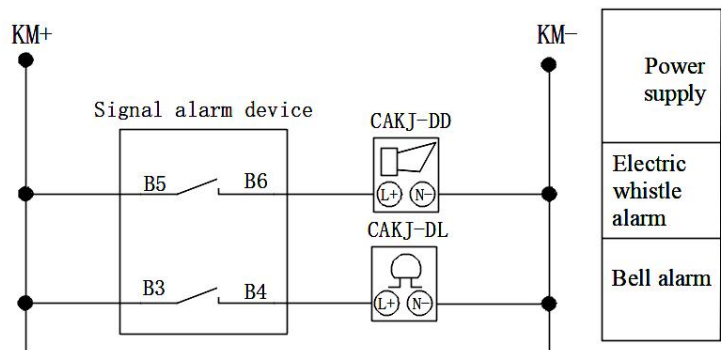 KM+
KM-
Power
supply
Signal alarm device
CAKJ-DD
B5
B6
L+
N-
Electric
whistle
alarm
CAKJ-DL
B3
B4
L+
N-
Bell alarm